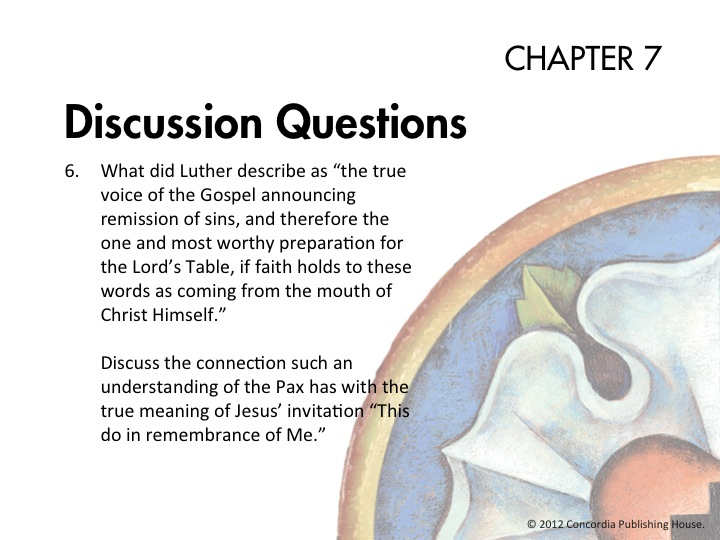 CHAPTER 7
Discussion Questions
6. What did Luther describe as “the true
voice of the Gospel announcing
remission of sins, and therefore the
one and most worthy preparation for
the Lord’s Table, if faith holds to these
words as coming from the mouth of
Christ Himself.”
Discuss the connection such an
understanding of the Pax has with the
true meaning of Jesus’ invitation “This
do in remembrance of Me.”
© 2012 Concordia Publishing House.